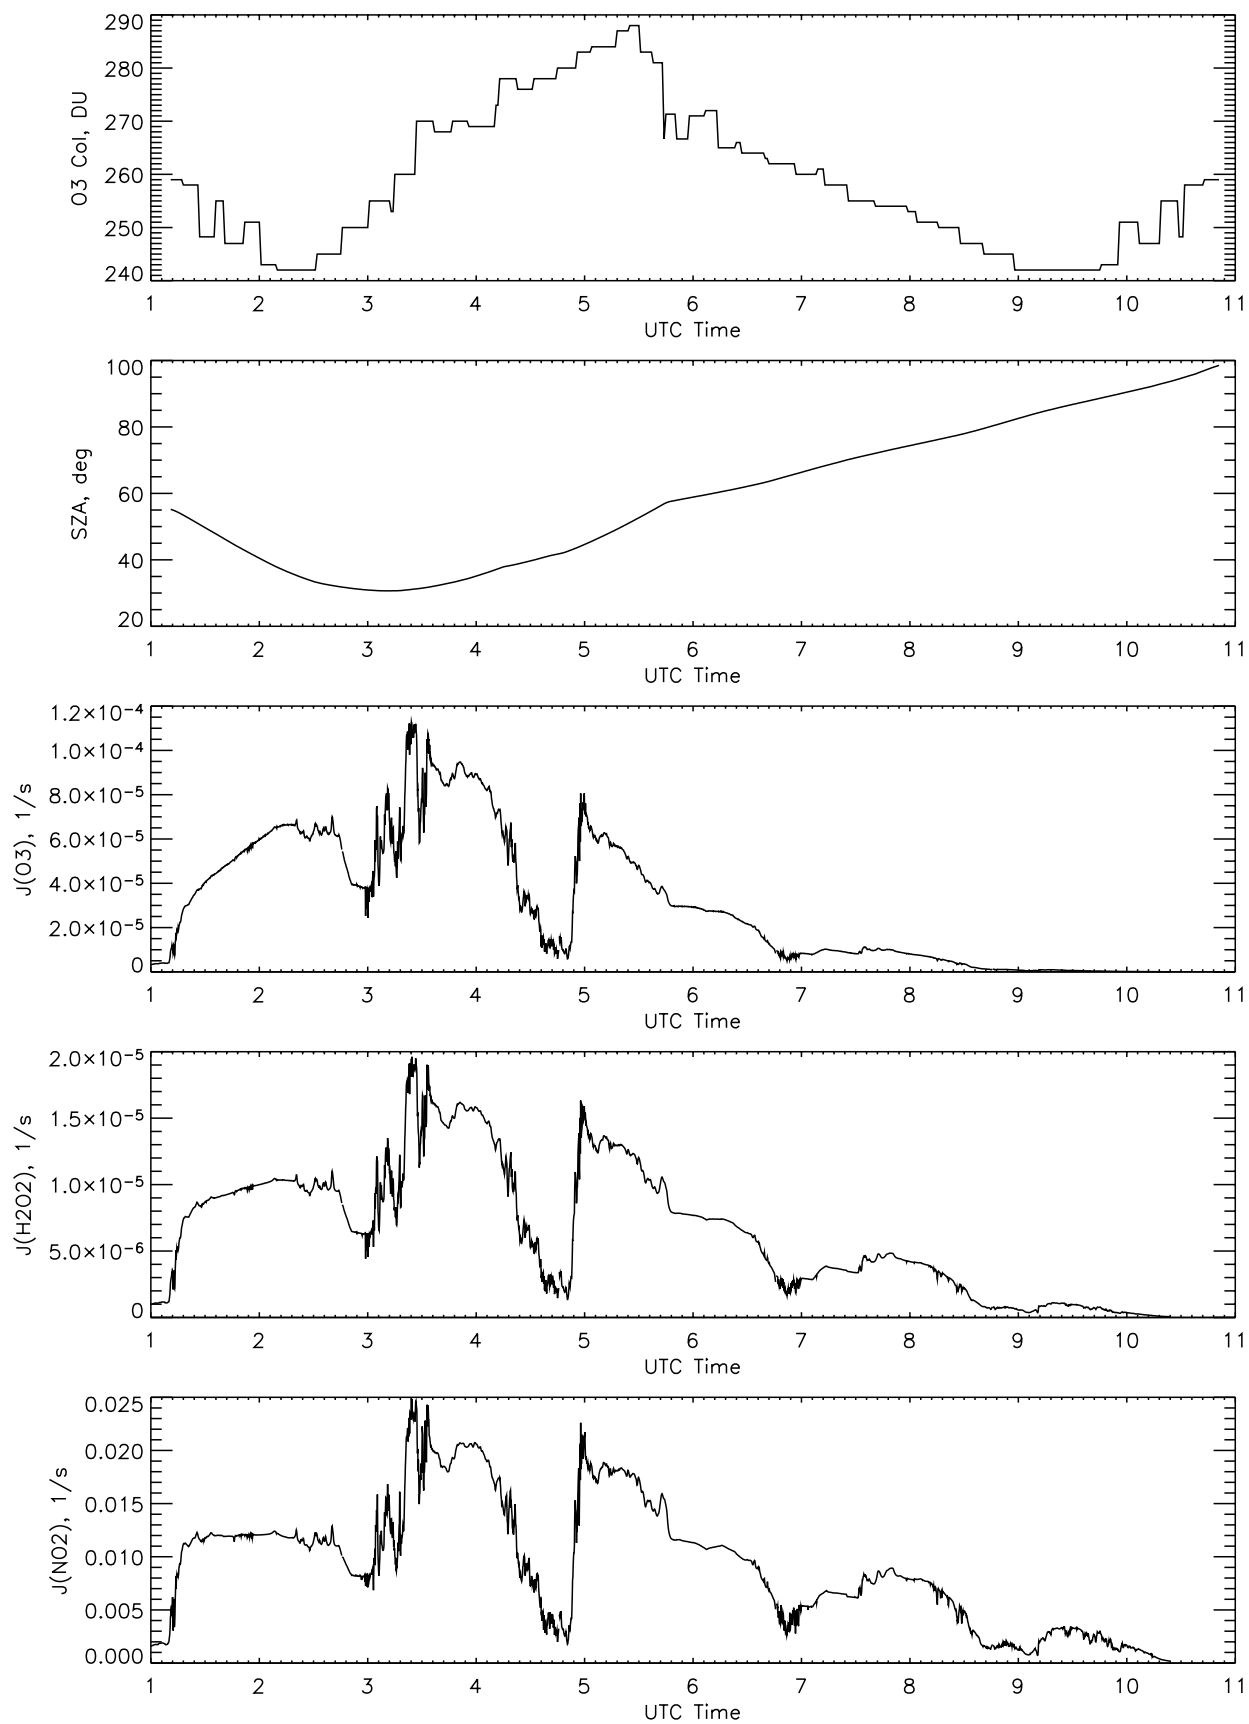 290
280
270
260
250
240
O3 Col, DU
1 2 3 4 5 6 7 8 9 10 11
UTC Time
100
80
60
40
20
SZA, deg
1 2 3 4 5 6 7 8 9 10 11
UTC Time
1.2×10⁻⁴
1.0×10⁻⁴
8.0×10⁻⁵
6.0×10⁻⁵
4.0×10⁻⁵
2.0×10⁻⁵
0
J(O3), 1/s
1 2 3 4 5 6 7 8 9 10 11
UTC Time
2.0×10⁻⁵
1.5×10⁻⁵
1.0×10⁻⁵
5.0×10⁻⁶
0
J(H2O2), 1/s
1 2 3 4 5 6 7 8 9 10 11
UTC Time
0.025
0.020
0.015
0.010
0.005
0.000
J(NO2), 1/s
1 2 3 4 5 6 7 8 9 10 11
UTC Time